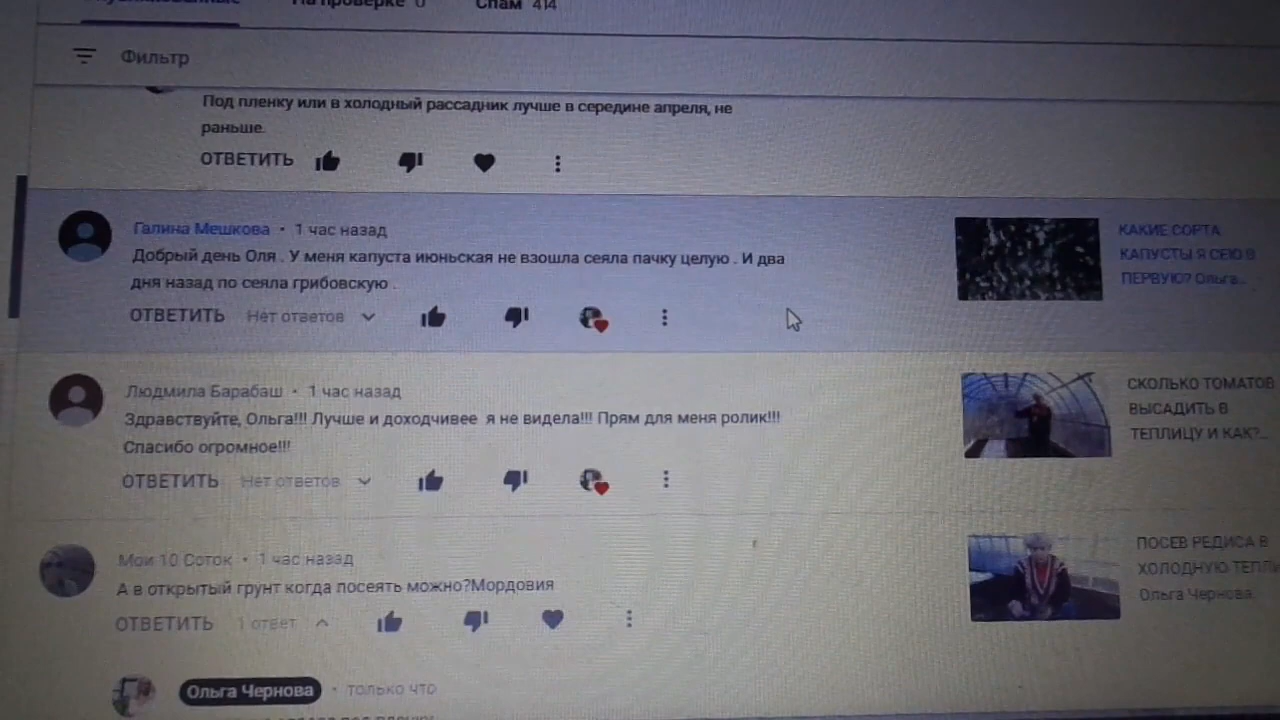 На проверке 0
Спам 414
Фильтр
Под пленку или в холодный рассадник лучше в середине апреля, не
раньше.
ОТВЕТИТЬ
Галина Мешкова • 1 час назад
Добрый день Оля . У меня капуста июньская не взошла сеяла пачку целую . И два
дня назад по сеяла грибовскую .
ОТВЕТИТЬ Нет ответов
КАКИЕ СОРТА
КАПУСТЫ Я СЕЮ В
ПЕРВУЮ? Ольга...
Людмила Барабаш • 1 час назад
Здравствуйте, Ольга!!! Лучше и доходчивее я не видела!!! Прям для меня ролик!!!
Спасибо огромное!!!
ОТВЕТИТЬ Нет ответов
СКОЛЬКО ТОМАТОВ
ВЫСАДИТЬ В
ТЕПЛИЦУ И КАК?...
Мои 10 Соток • 1 час назад
А в открытый грунт когда посеять можно?Мордовия
ОТВЕТИТЬ 1 ответ
ПОСЕВ РЕДИСА В
ХОЛОДНУЮ
Ольга Чернова.
Ольга Чернова • только что